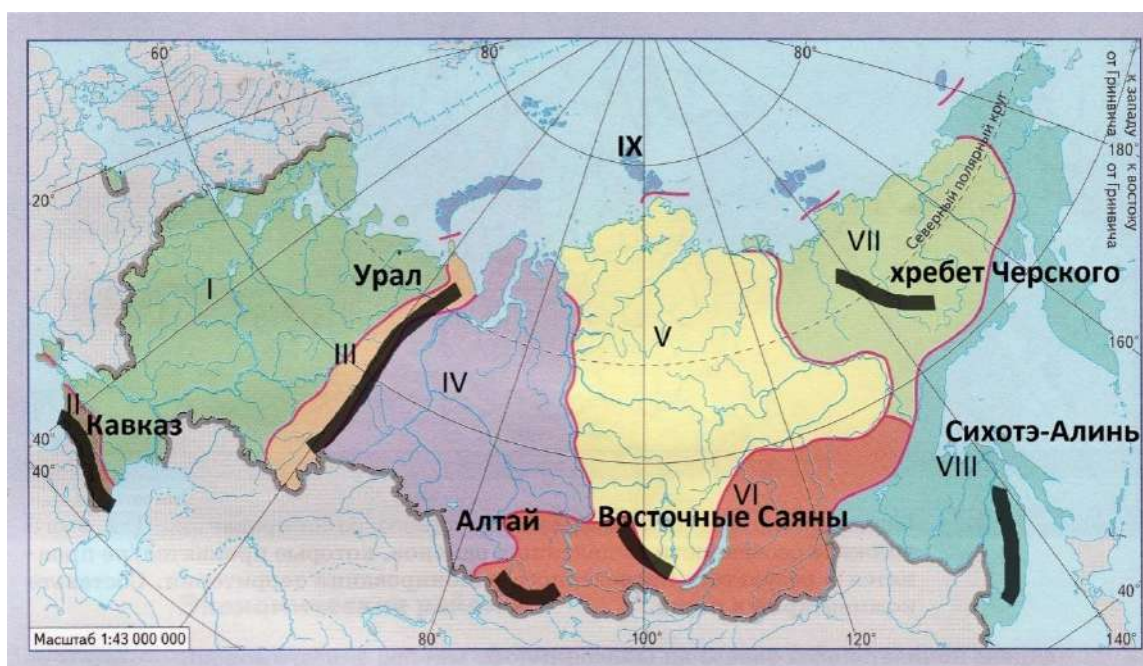 60°
80°
80°
к западу
от Гринвича
к востоку
от Гринвича
Северный полярный круг
IX
180°
20°
VII
хребет Черского
Урал
I
V
160°
III
IV
II
Кавказ
Сихотэ-Алинь
VIII
40°
40°
VI
Алтай
Восточные Саяны
40°
Масштаб 1:43 000 000
80°
100°
120°
140°